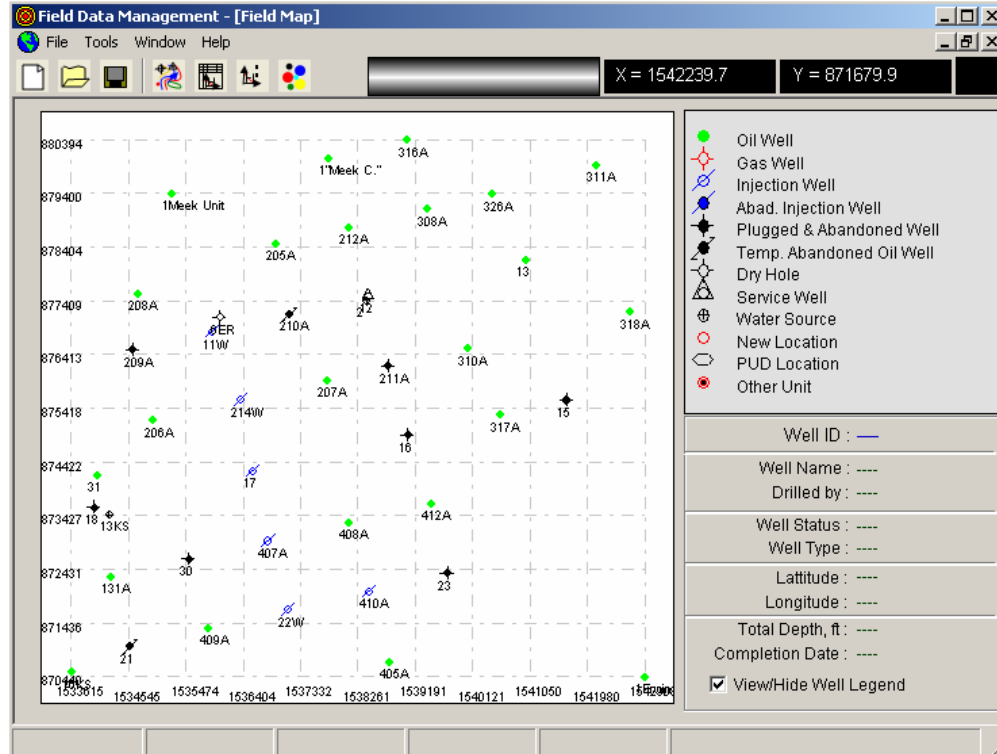 Field Data Management - [Field Map]
File Tools Window Help
X = 1542239.7 Y = 871679.9
880394
879400
878404
877409
876413
875418
874422
873427
872431
871436
316A
1"Meek C."
311A
1Meek Unit
326A
308A
212A
205A
13
208A
12
2
210A
318A
11W
209A
310A
211A
207A
214W
15
206A
317A
16
17
31
18
13KS
412A
408A
407A
30
131A
23
410A
22W
409A
21
405A
1533615 1534545 1535474 1536404 1537332 1538261 1539191 1540121 1541050 1541980
Oil Well
Gas Well
Injection Well
Abad. Injection Well
Plugged & Abandoned Well
Temp. Abandoned Oil Well
Dry Hole
Service Well
Water Source
New Location
PUD Location
Other Unit
Well ID : ----
Well Name : ----
Drilled by : ----
Well Status : ----
Well Type : ----
Lattitude : ----
Longitude : ----
Total Depth, ft : ----
Completion Date : ----
View/Hide Well Legend